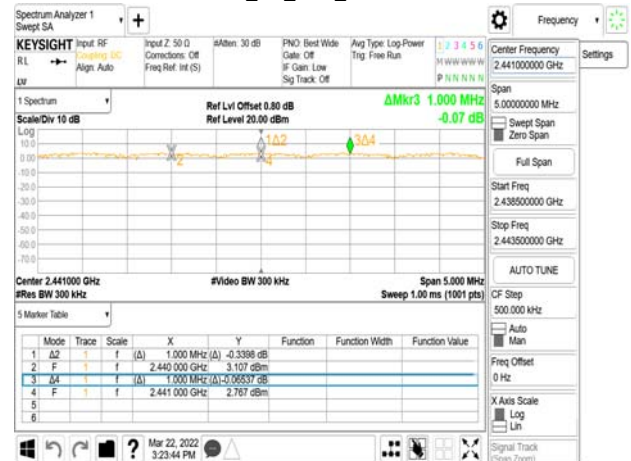 Spectrum Analyzer 1
Swept SA
+
Frequency
KEYSIGHT
Input: RF
Input Z: 50 Ω
#Atten: 30 dB
PNO: Best Wide
Avg Type: Log-Power
1 2 3 4 5 6
RL
Coupling: DC
Corrections: Off
Gate: Off
Trig: Free Run
M W W W W W
Align: Auto
Freq Ref: Int (S)
IF Gain: Low
P N N N N N
Sig Track: Off
Center Frequency
2.441000000 GHz
Settings
Span
5.00000000 MHz
Swept Span
Zero Span
Full Span
Start Freq
2.438500000 GHz
Stop Freq
2.443500000 GHz
AUTO TUNE
CF Step
500.000 kHz
Auto
Man
Freq Offset
0 Hz
X Axis Scale
Log
Lin
Signal Track
(Span Zoom)
1 Spectrum
Ref Lvl Offset 0.80 dB
ΔMkr3 1.000 MHz
Scale/Div 10 dB
Ref Level 20.00 dBm
-0.07 dB
Log
10.0
0.00
-10.0
-20.0
-30.0
-40.0
-50.0
-60.0
-70.0
1Δ2
3Δ4
X2
X4
Center 2.441000 GHz
#Video BW 300 kHz
Span 5.000 MHz
#Res BW 300 kHz
Sweep 1.00 ms (1001 pts)
5 Marker Table
Mode Trace Scale X Y Function Function Width Function Value
1 Δ2 1 f (Δ) 1.000 MHz (Δ) -0.3398 dB
2 F 1 f 2.440 000 GHz 3.107 dBm
3 Δ4 1 f (Δ) 1.000 MHz (Δ) -0.06537 dB
4 F 1 f 2.441 000 GHz 2.767 dBm
5
6
?
Mar 22, 2022
3:23:44 PM